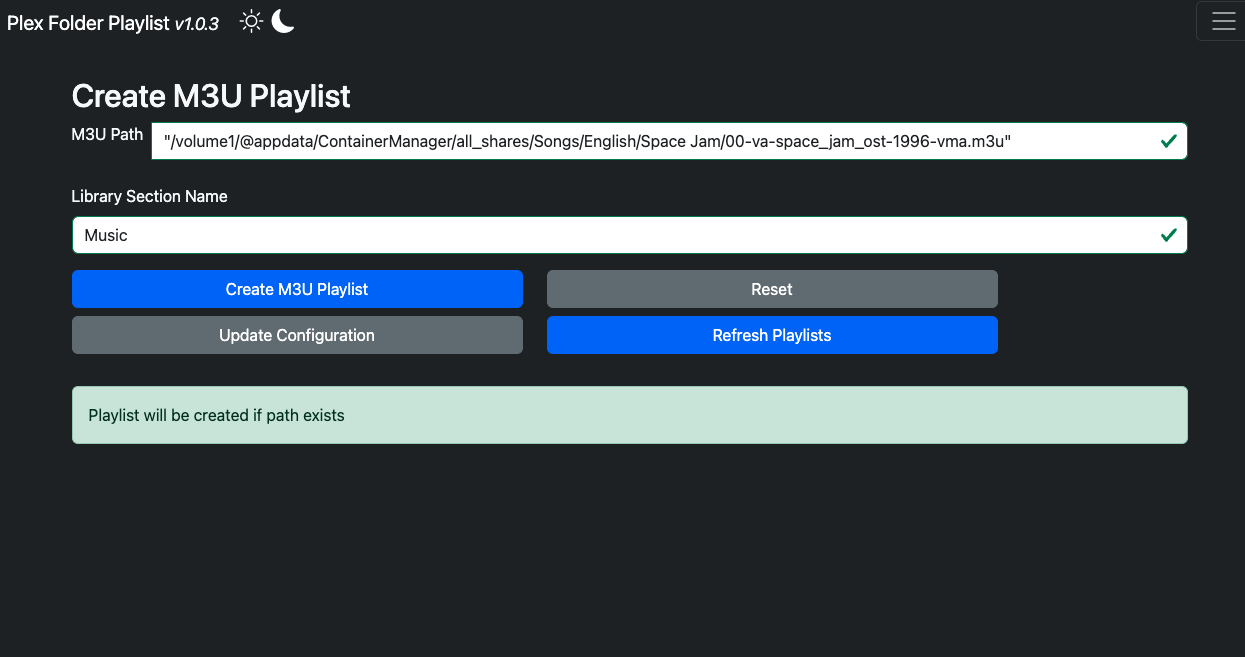 Plex Folder Playlist v1.0.3
Create M3U Playlist
M3U Path
"/volume1/@appdata/ContainerManager/all_shares/Songs/English/Space Jam/00-va-space_jam_ost-1996-vma.m3u"
Library Section Name
Music
Create M3U Playlist
Reset
Update Configuration
Refresh Playlists
Playlist will be created if path exists